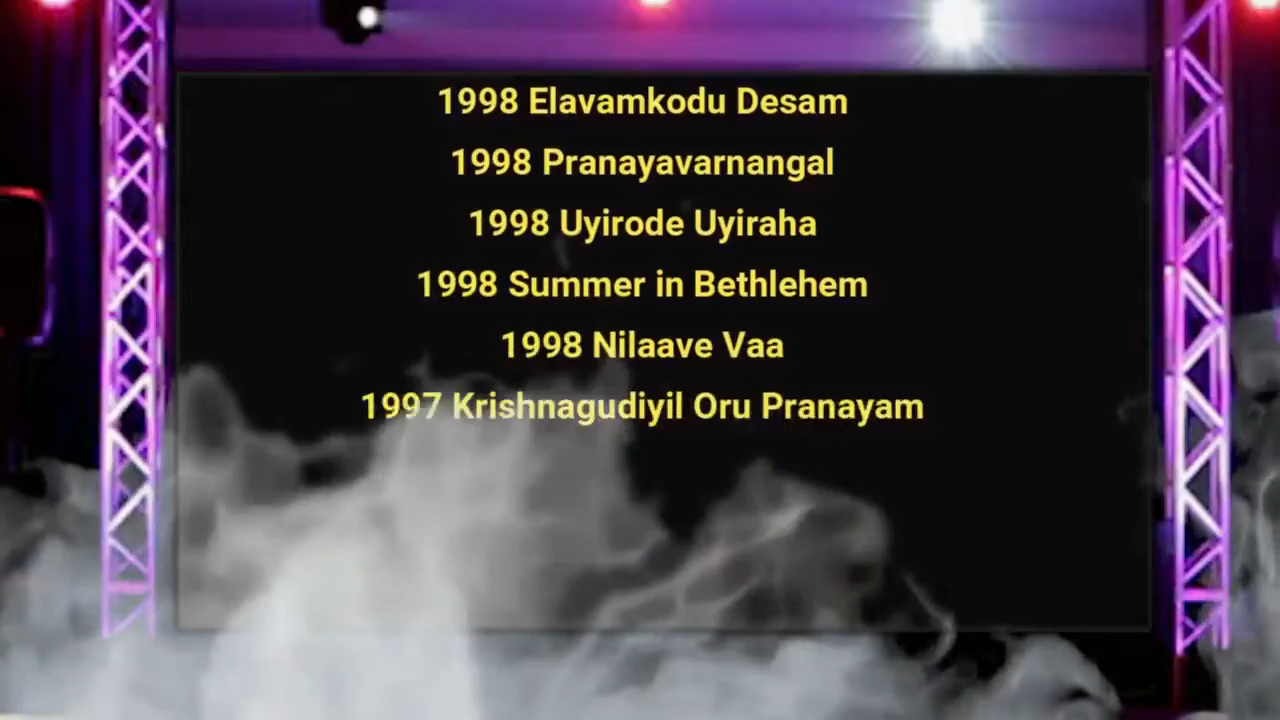 1998 Elavamkodu Desam
1998 Pranayavarnangal
1998 Uyirode Uyiraha
1998 Summer in Bethlehem
1998 Nilaave Vaa
1997 Krishnagudiyil Oru Pranayam